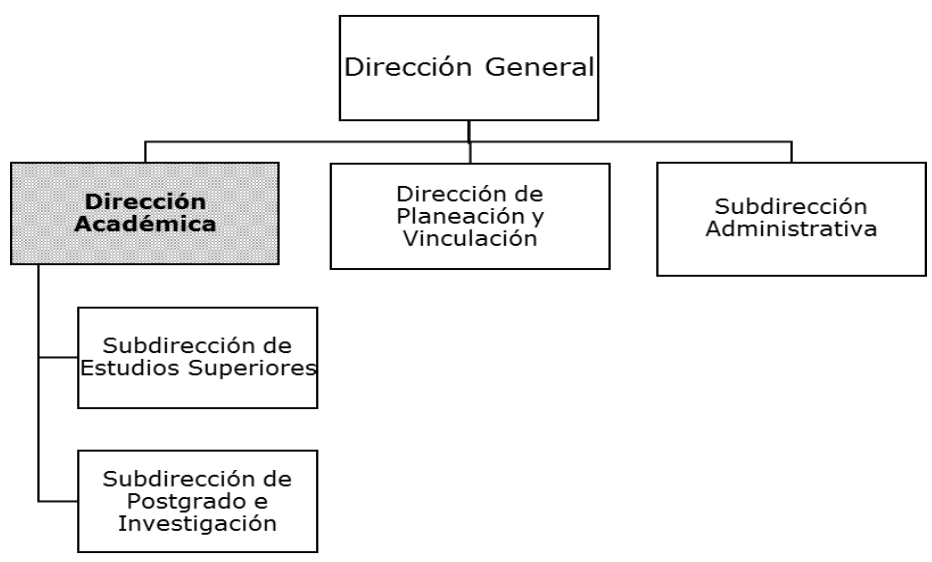 Dirección General
Dirección
Académica
Dirección de
Planeación y
Vinculación
Subdirección
Administrativa
Subdirección de
Estudios Superiores
Subdirección de
Postgrado e
Investigación